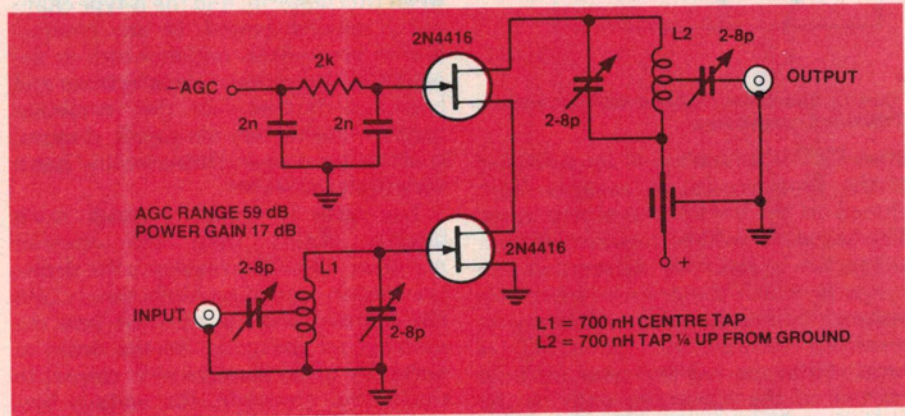 2N4416
L2
2-8p
2k
OUTPUT
–AGC
2-8p
2n
2n
AGC RANGE 59 dB
POWER GAIN 17 dB
2N4416
2-8p
L1
+
INPUT
2-8p
L1 = 700 nH CENTRE TAP
L2 = 700 nH TAP ¼ UP FROM GROUND